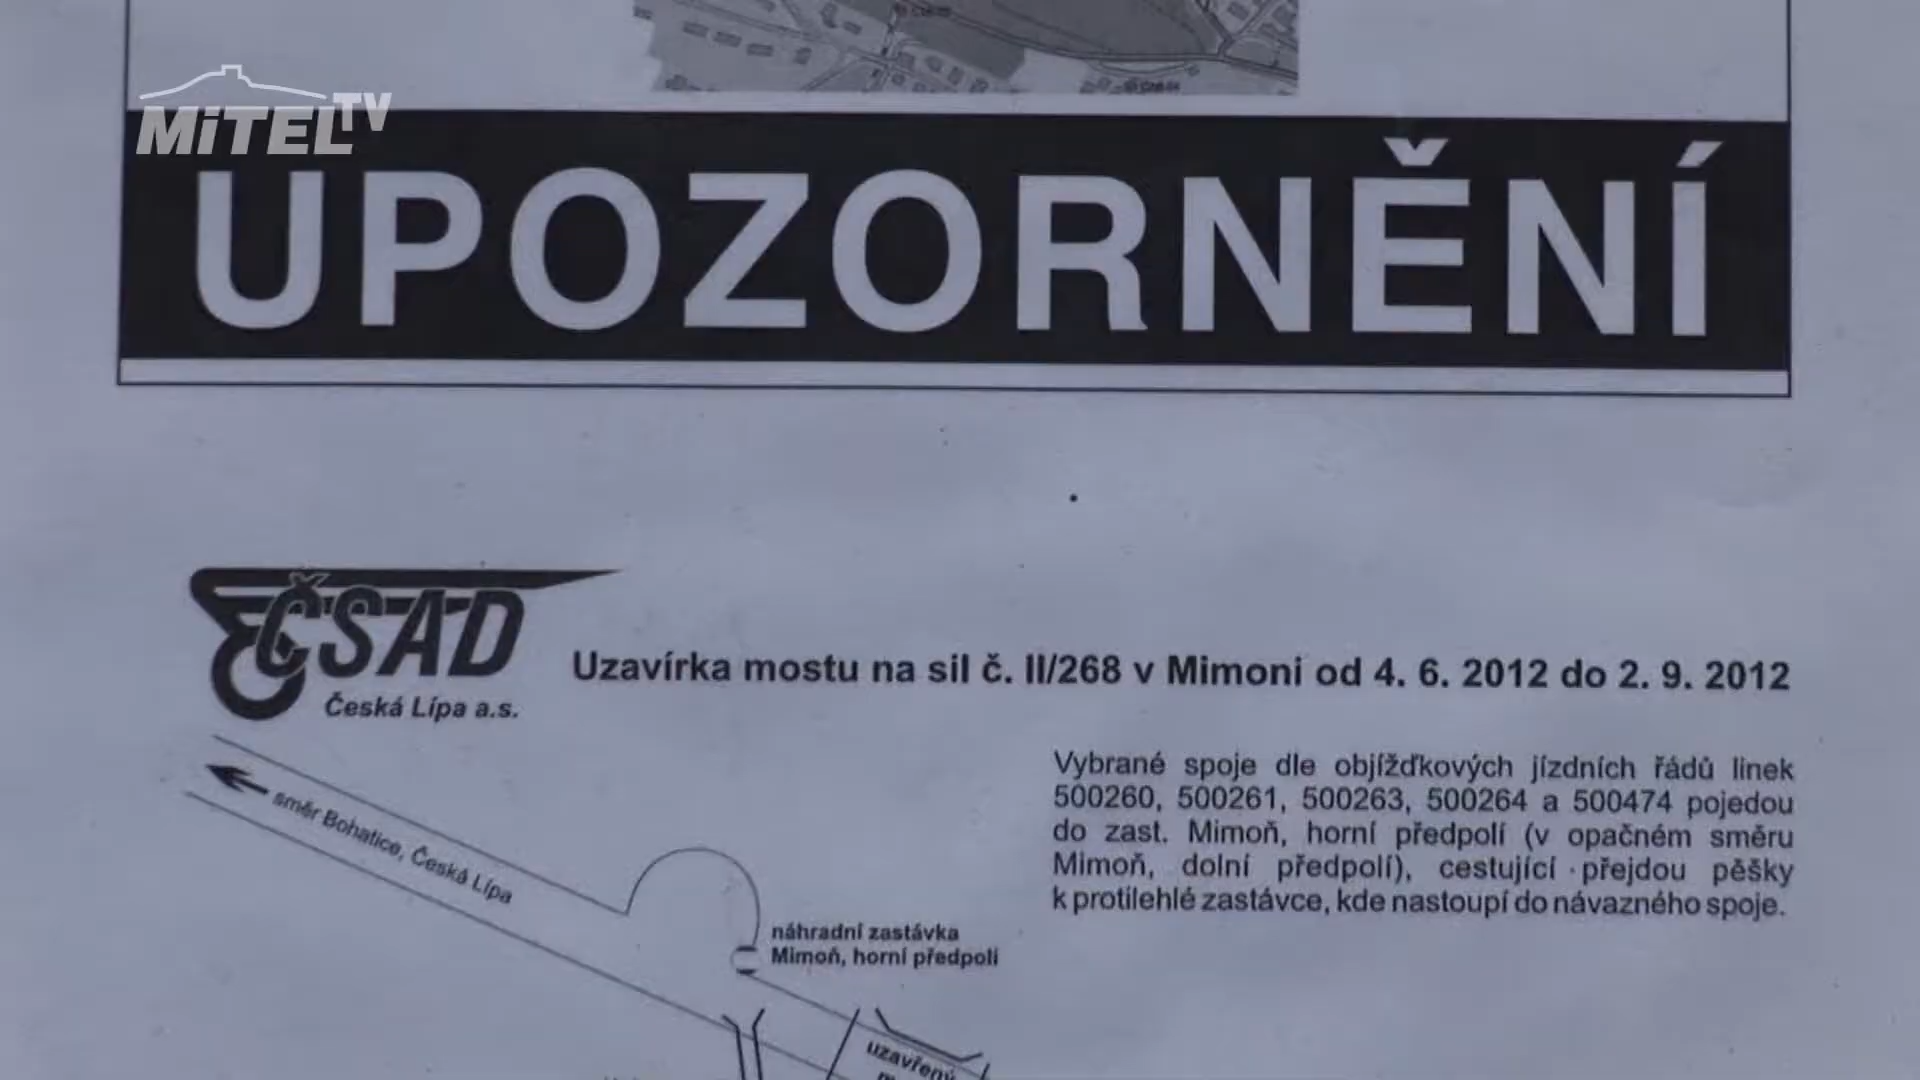 MiTEL TV
UPOZORNĚNÍ
ČSAD
Česká Lípa a.s.
Uzavírka mostu na sil č. II/268 v Mimoni od 4. 6. 2012 do 2. 9. 2012
Vybrané spoje dle objížďkových jízdních řádů linek
500260, 500261, 500263, 500264 a 500474 pojedou
do zast. Mimoň, horní předpolí (v opačném směru
Mimoň, dolní předpolí), cestující přejdou pěšky
k protilehlé zastávce, kde nastoupí do návazného spoje.
směr Bohatice, Česká Lípa
náhradní zastávka
Mimoň, horní předpolí
uzavřený